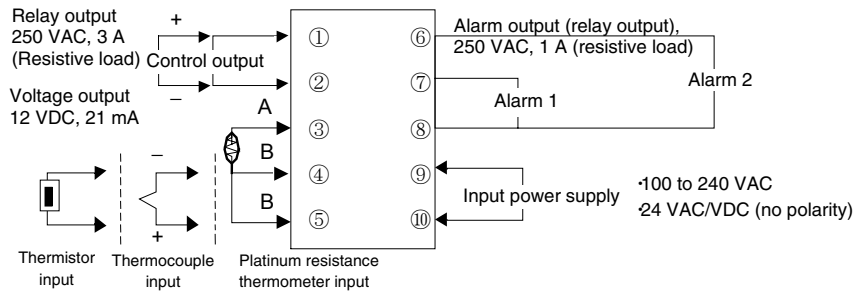 Relay output
250 VAC, 3 A
(Resistive load)
+
Control output
−
Voltage output
12 VDC, 21 mA
A
B
B
①
②
③
④
⑤
⑥
⑦
⑧
⑨
⑩
Alarm output (relay output),
250 VAC, 1 A (resistive load)
Alarm 2
Alarm 1
Input power supply
·100 to 240 VAC
·24 VAC/VDC (no polarity)
−
+
Thermistor
input
Thermocouple
input
Platinum resistance
thermometer input